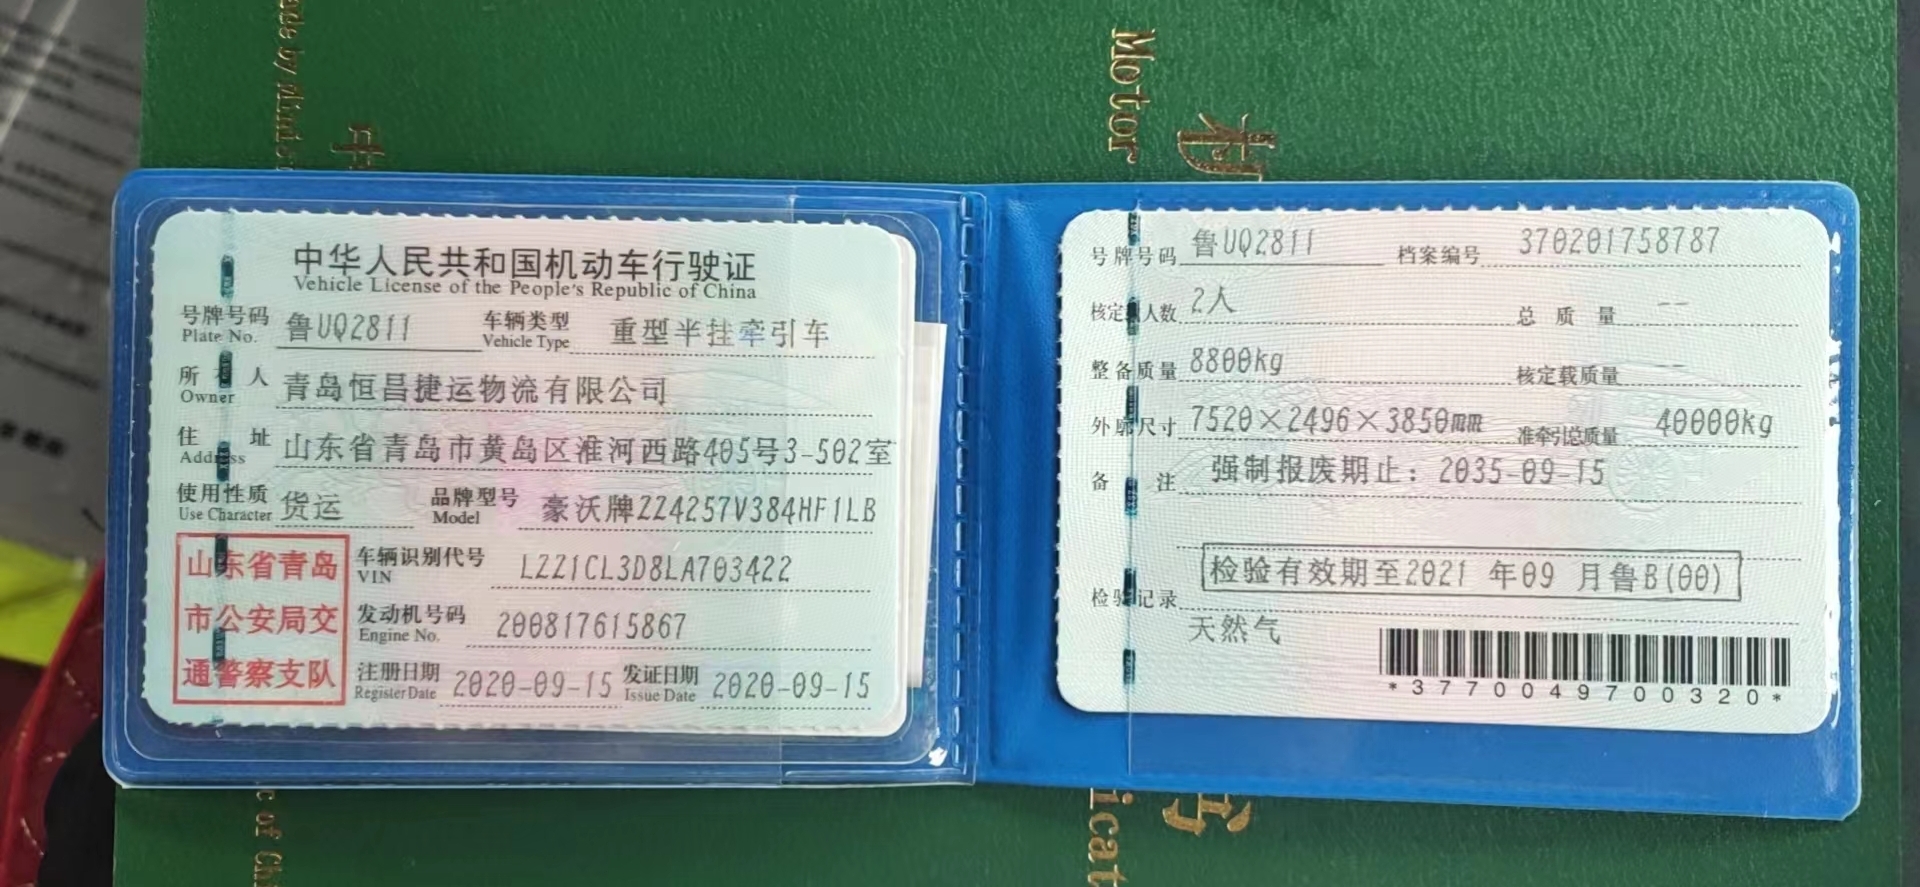 ade by
Motor
中华人民共和国机动车行驶证
Vehicle License of the People's Republic of China
号牌号码 鲁UQ2811 车辆类型 重型半挂牵引车
Plate No. Vehicle Type
所 人 青岛恒昌捷运物流有限公司
Owner
住 址 山东省青岛市黄岛区淮河西路405号3-502室
Address
使用性质 货运 品牌型号 豪沃牌ZZ4257V384HF1LB
Use Character Model
山东省青岛
市公安局交
通警察支队
车辆识别代号 LZZ1CL3D8LA703422
VIN
发动机号码 200817615867
Engine No.
注册日期 2020-09-15 发证日期 2020-09-15
Register Date Issue Date
号牌号码 鲁UQ2811 档案编号 370201758787
核定 人数 2人 总质量 --
整备质量 8800kg 核定载质量 --
外廓尺寸 7520×2496×3850mm 准牵引总质量 40000kg
备 注 强制报废期止：2035-09-15
检验有效期至2021 年09 月鲁B(00)
检验记录
天然气
*3770049700320*
c of Chi
icat